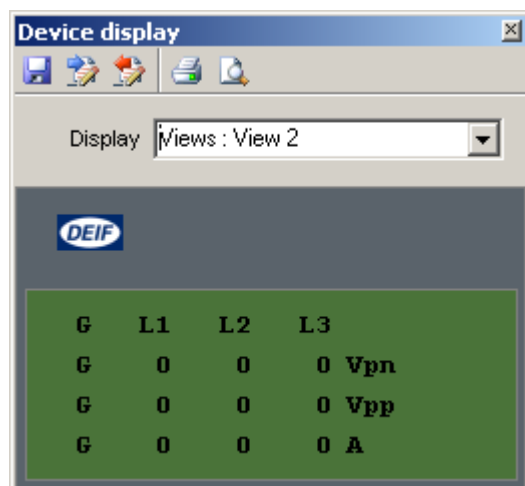 Device display
Display Views : View 2
DEIF
G L1 L2 L3
G 0 0 0 Vpn
G 0 0 0 Vpp
G 0 0 0 A